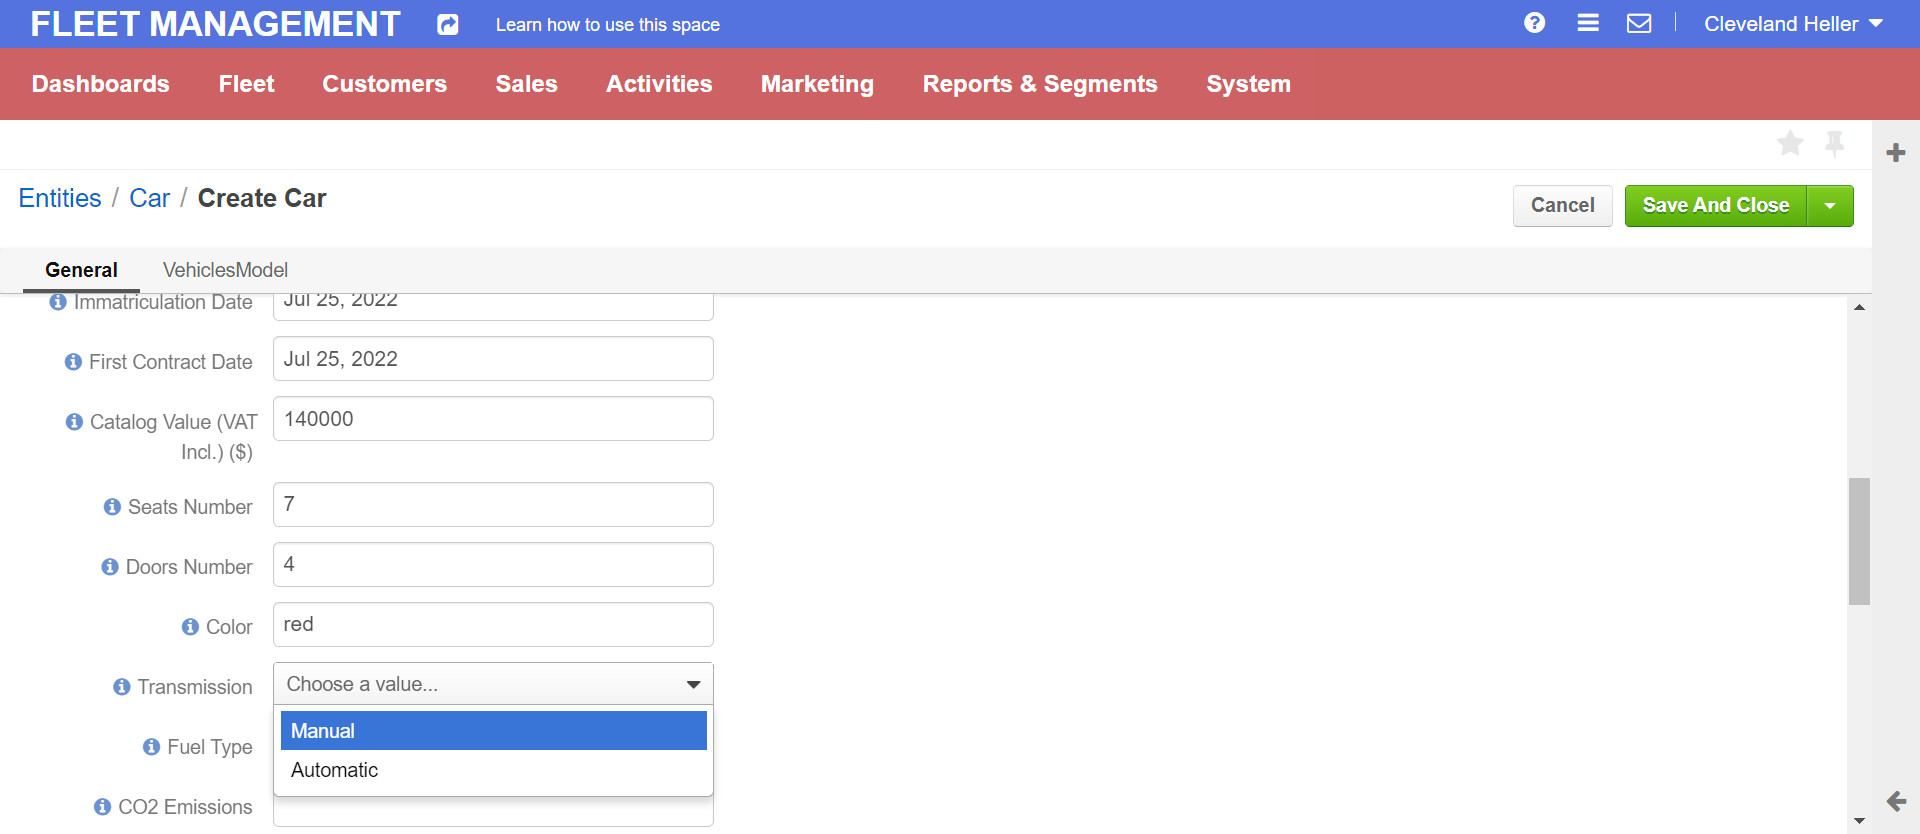 FLEET MANAGEMENT
Learn how to use this space
Cleveland Heller
Dashboards Fleet Customers Sales Activities Marketing Reports & Segments System
Entities / Car / Create Car
Cancel
Save And Close
General VehiclesModel
Immatriculation Date Jul 25, 2022
First Contract Date Jul 25, 2022
Catalog Value (VAT 140000
Incl.) ($)
Seats Number 7
Doors Number 4
Color red
Transmission Choose a value...
Manual
Fuel Type
Automatic
CO2 Emissions